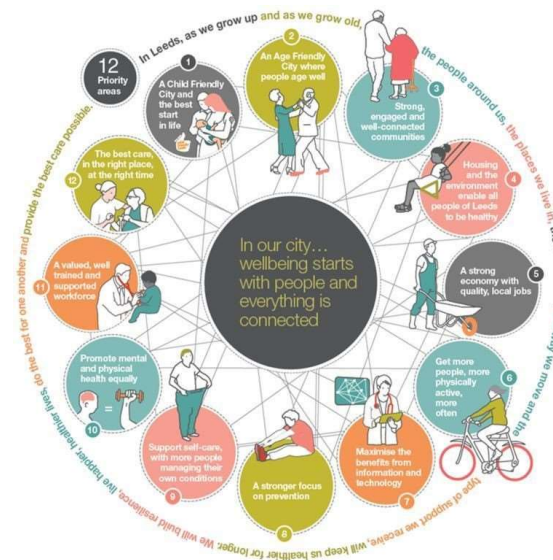 12
Priority
areas
In Leeds, as we grow up and as we grow old, the people around us, the places we live in, the
way we move and the type of support we receive, will keep us healthier for longer. We will build resilience, live happier, healthier lives, do the best for one another and provide the best care possible.
1
A Child Friendly
City and
the best
start
in life
2
An Age Friendly
City where
people age well
3
Strong,
engaged and
well-connected
communities
4
Housing
and the
environment
enable all
people of Leeds
to be healthy
5
A strong
economy with
quality, local jobs
6
Get more
people, more
physically
active,
more
often
7
Maximise the
benefits from
information and
technology
8
A stronger focus
on prevention
9
Support self-care,
with more people
managing their
own conditions
10
Promote mental
and physical
health equally
=
11
A valued, well
trained and
supported
workforce
12
The best care,
in the right place,
at the right time
In our city...
wellbeing starts
with people and
everything is
connected